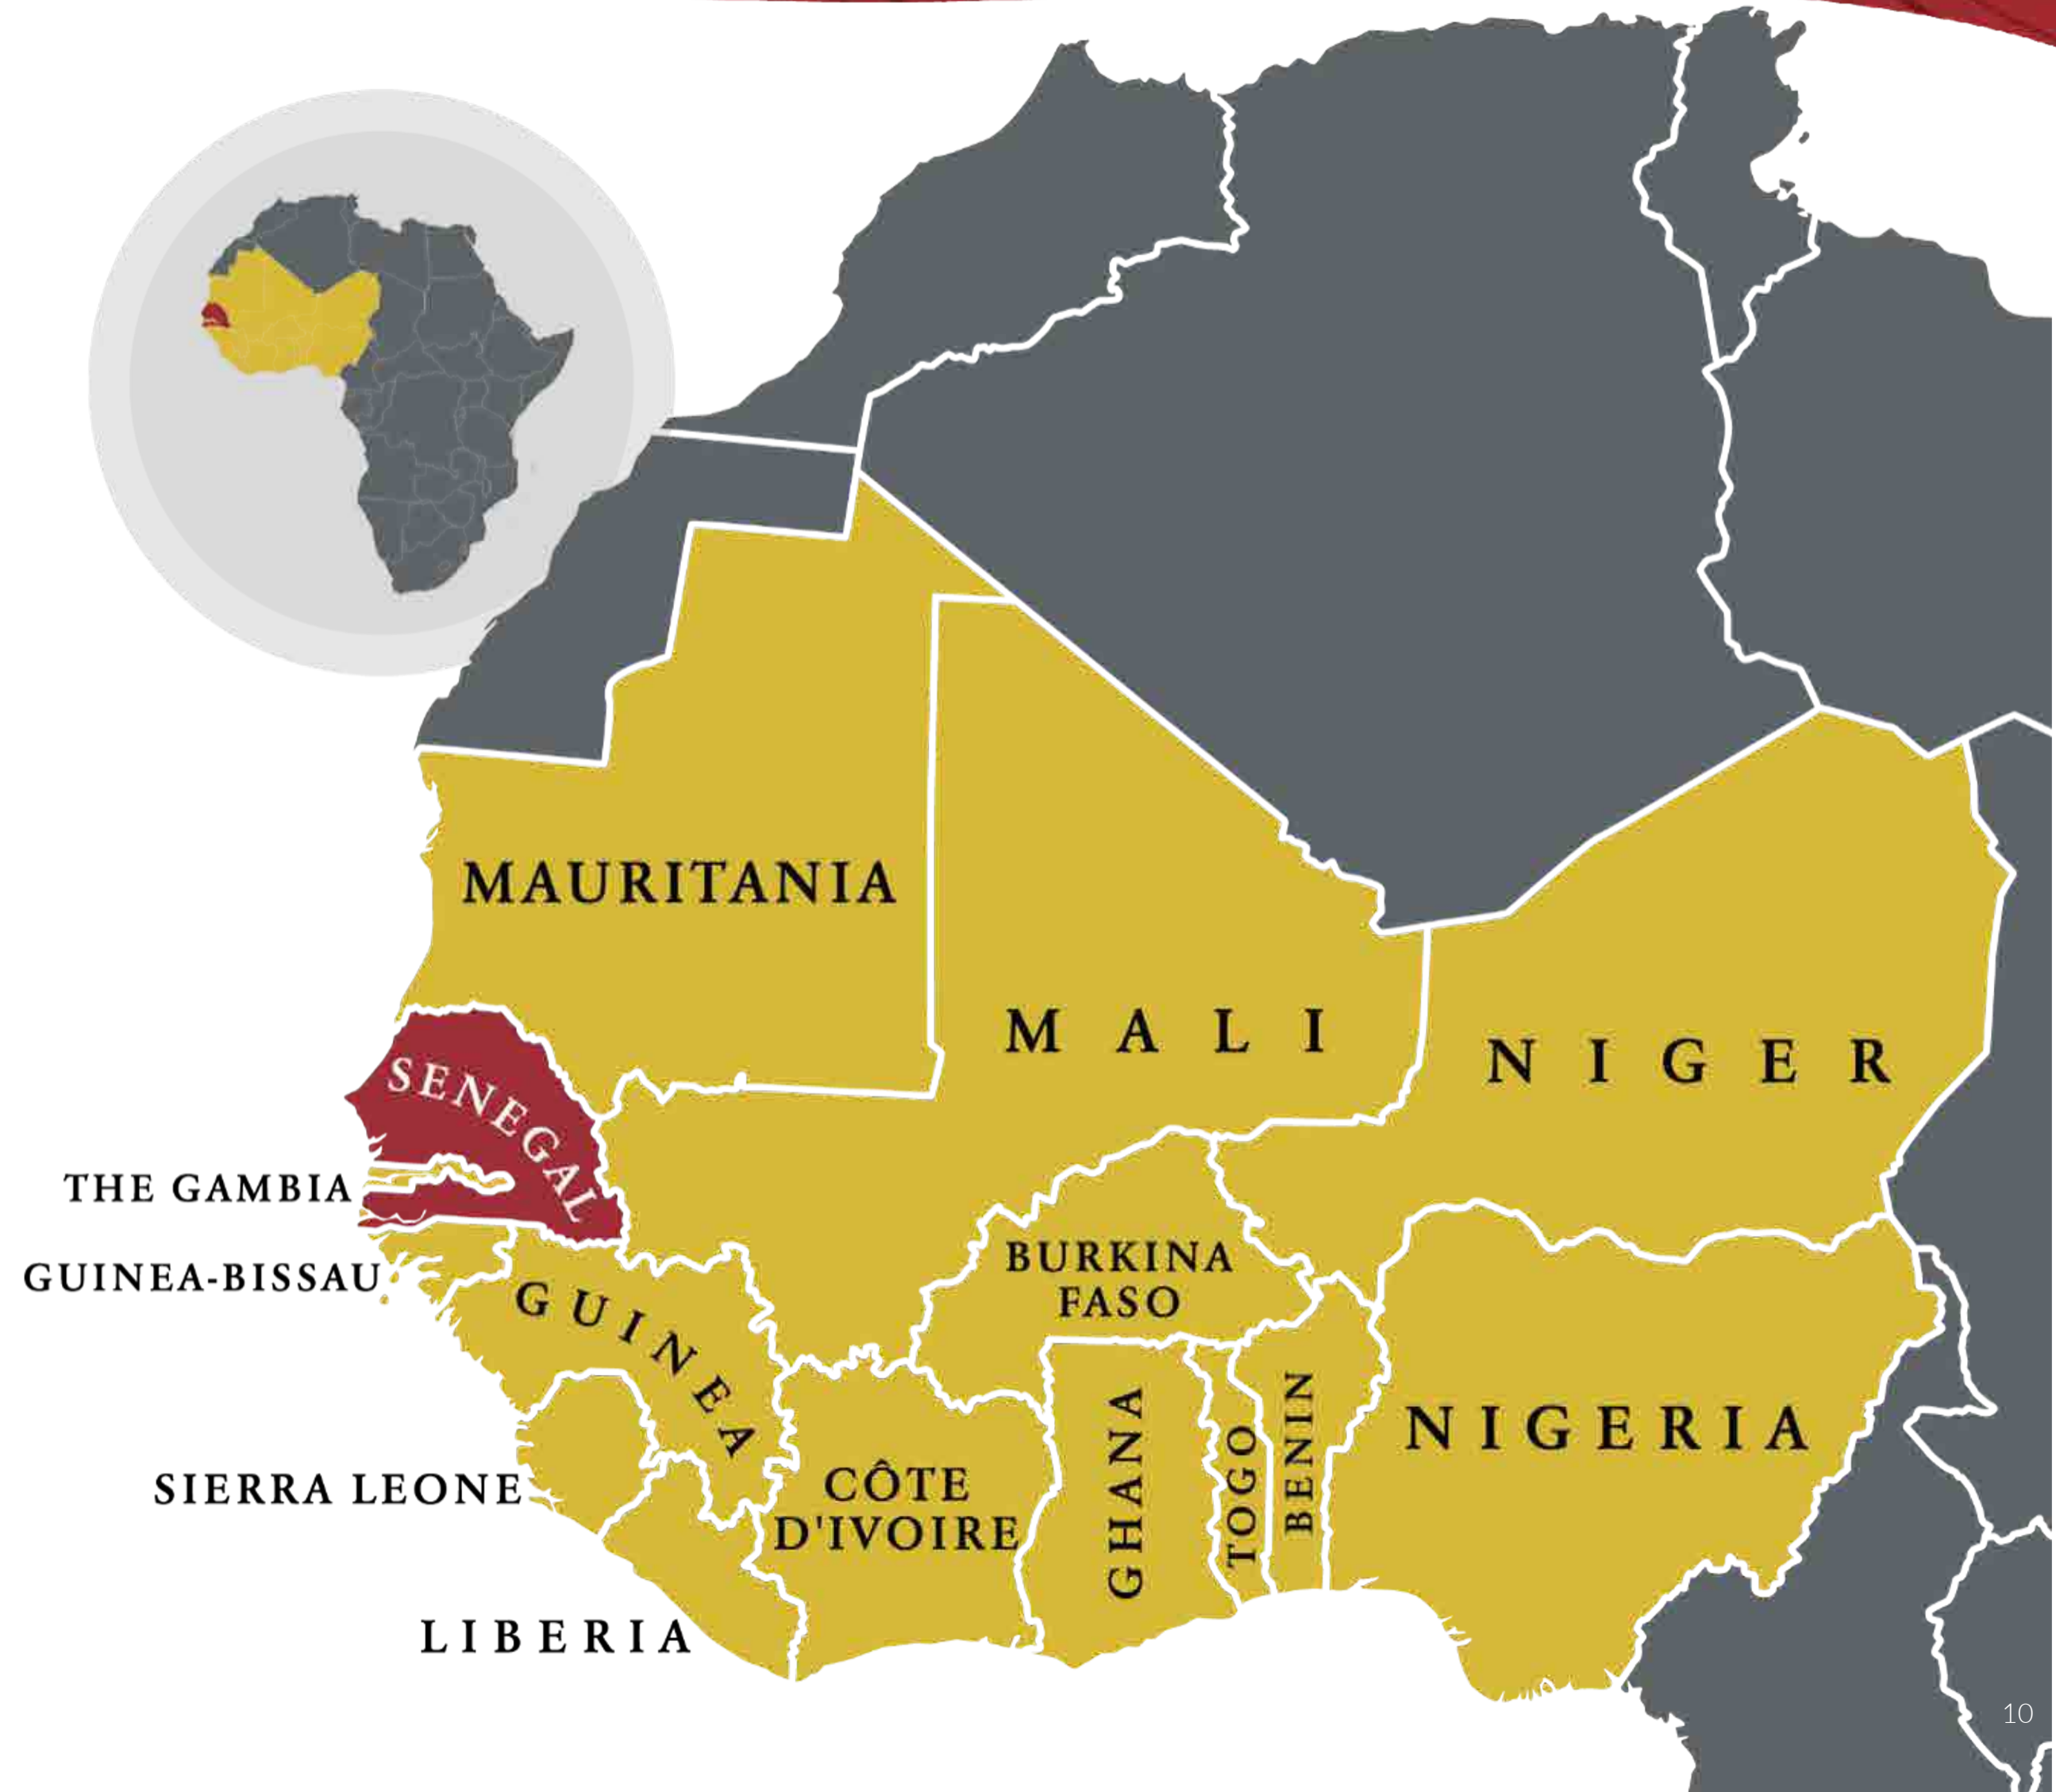 MAURITANIA
MALI
NIGER
SENEGAL
THE GAMBIA
GUINEA-BISSAU
BURKINA
FASO
GUINEA
GHANA
TOGO
BENIN
NIGERIA
SIERRA LEONE
CÔTE
D'IVOIRE
LIBERIA
10